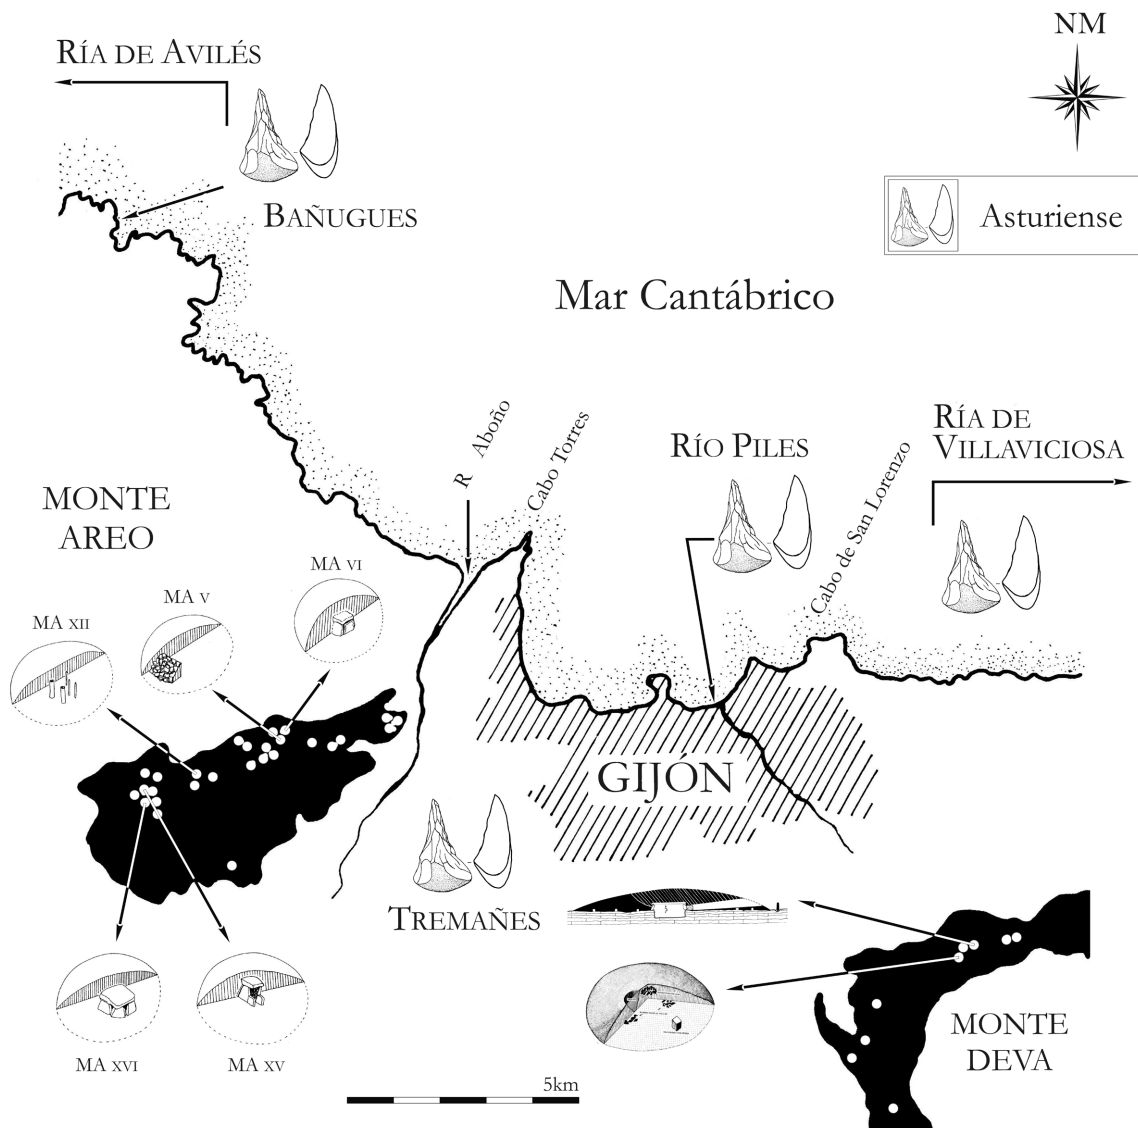 NM
RÍA DE AVILÉS
BAÑUGUES
Asturiense
Mar Cantábrico
R Aboño
Cabo Torres
RÍO PILES
Cabo de San Lorenzo
RÍA DE
VILLAVICIOSA
MONTE
AREO
MA VI
MA V
MA XII
GIJÓN
TREMAÑES
MA XVI
MA XV
MONTE
DEVA
5km